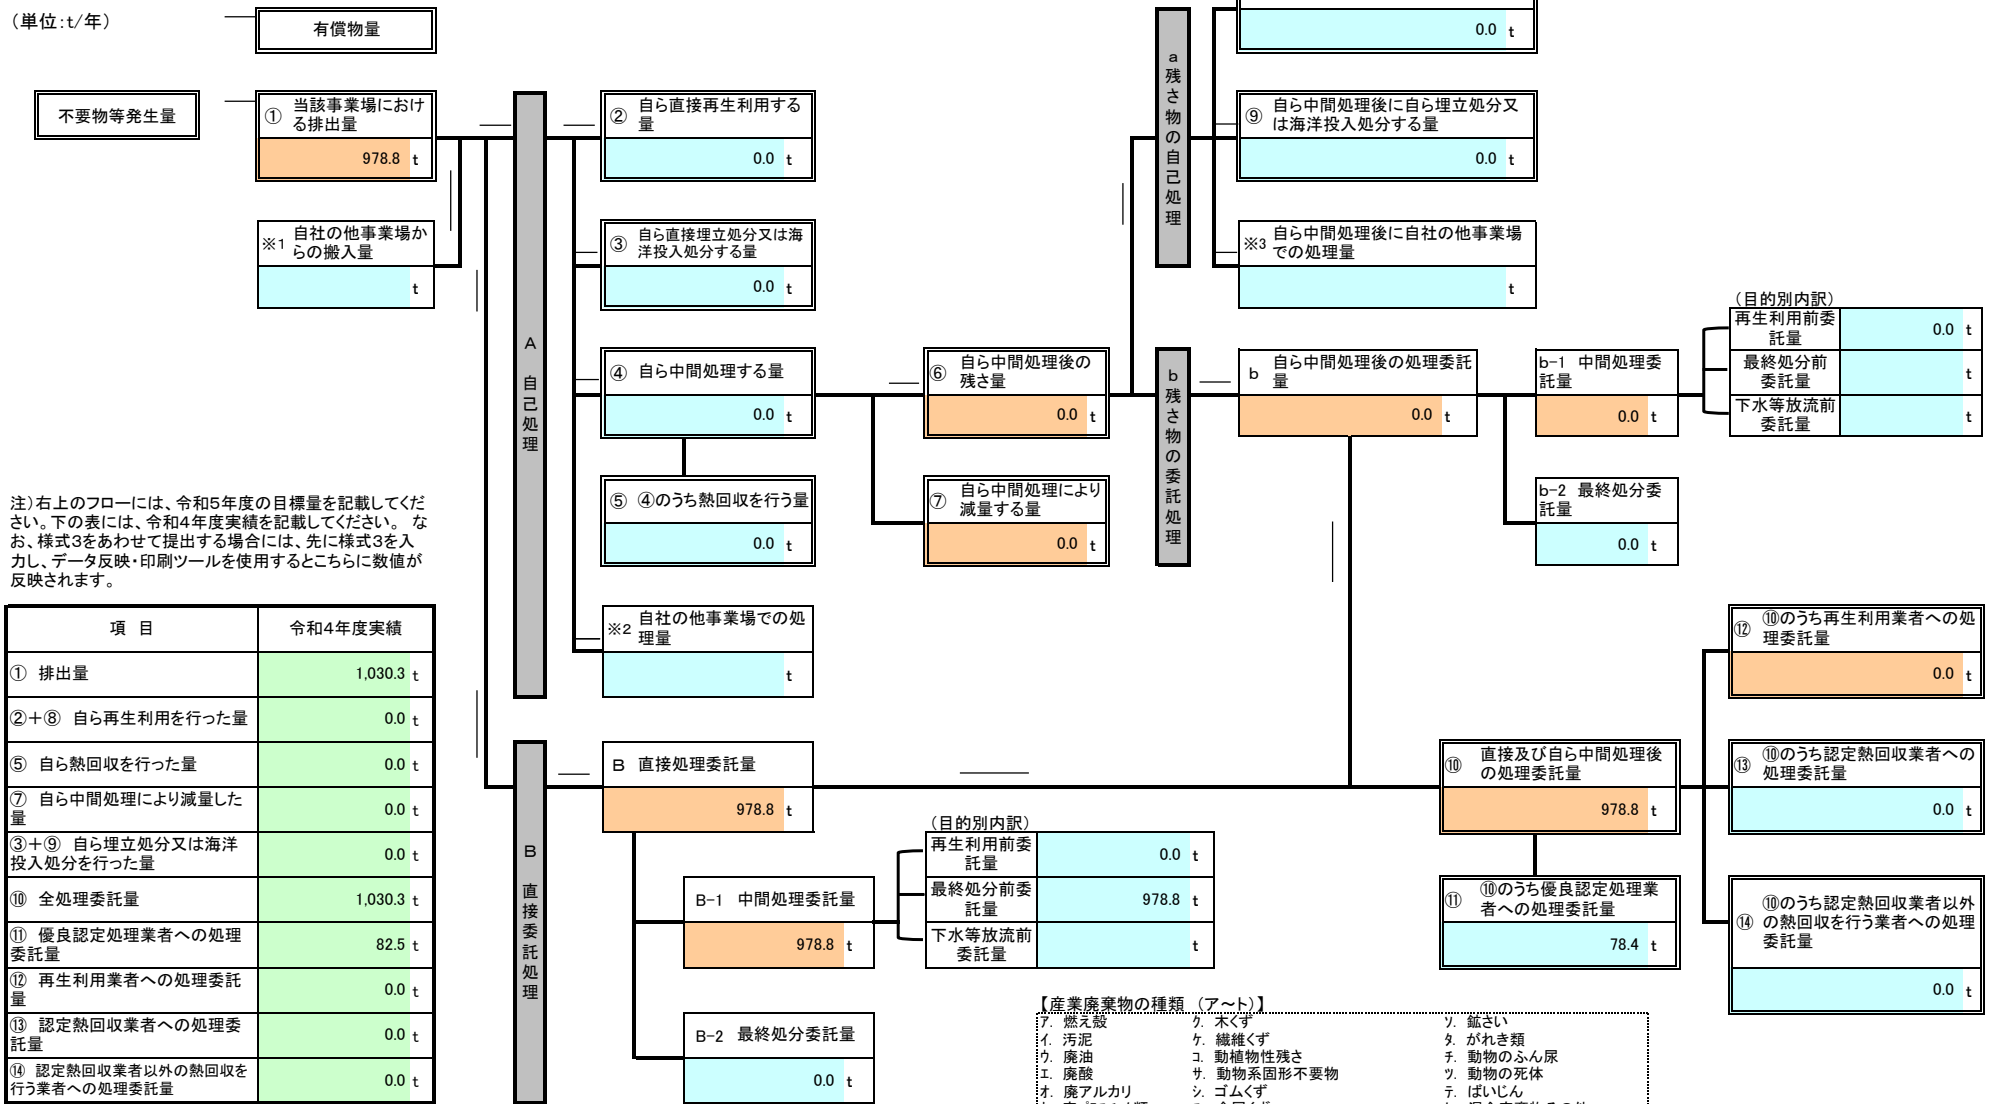 （単位:t/年）
有償物量
不要物等発生量
① 当該事業場におけ
る排出量
978.8 t
※1 自社の他事業場か
らの搬入量
t
A 自己処理
② 自ら直接再生利用する
量
0.0 t
③ 自ら直接埋立処分又は海
洋投入処分する量
0.0 t
④ 自ら中間処理する量
0.0 t
⑤ ④のうち熱回収を行う量
0.0 t
※2 自社の他事業場での処
理量
t
⑥ 自ら中間処理後の
残さ量
0.0 t
⑦ 自ら中間処理により
減量する量
0.0 t
a 残さ物の自己処理
0.0 t
⑨ 自ら中間処理後に自ら埋立処分又
は海洋投入処分する量
0.0 t
※3 自ら中間処理後に自社の他事業場
での処理量
t
b 残さ物の委託処理
b 自ら中間処理後の処理委託
量
0.0 t
b-1 中間処理委
託量
0.0 t
b-2 最終処分委
託量
0.0 t
（目的別内訳）
再生利用前委
託量
0.0 t
最終処分前
委託量
t
下水等放流前
委託量
t
注）右上のフローには、令和5年度の目標量を記載してくだ
さい。下の表には、令和4年度実績を記載してください。 な
お、様式3をあわせて提出する場合には、先に様式3を入
力し、データ反映・印刷ツールを使用するとこちらに数値が
反映されます。
項 目 令和4年度実績
① 排出量 1,030.3 t
②＋⑧ 自ら再生利用を行った量 0.0 t
⑤ 自ら熱回収を行った量 0.0 t
⑦ 自ら中間処理により減量した
量 0.0 t
③＋⑨ 自ら埋立処分又は海洋
投入処分を行った量 0.0 t
⑩ 全処理委託量 1,030.3 t
⑪ 優良認定処理業者への処理
委託量 82.5 t
⑫ 再生利用業者への処理委託
量 0.0 t
⑬ 認定熱回収業者への処理委
託量 0.0 t
⑭ 認定熱回収業者以外の熱回収を
行う業者への処理委託量 0.0 t
B 直接委託処理
B 直接処理委託量
978.8 t
B-1 中間処理委託量
978.8 t
B-2 最終処分委託量
0.0 t
（目的別内訳）
再生利用前委
託量
0.0 t
最終処分前委
託量
978.8 t
下水等放流前
委託量
t
⑩ 直接及び自ら中間処理後
の処理委託量
978.8 t
⑪ ⑩のうち優良認定処理業
者への処理委託量
78.4 t
⑫ ⑩のうち再生利用業者への処
理委託量
0.0 t
⑬ ⑩のうち認定熱回収業者への
処理委託量
0.0 t
⑭ ⑩のうち認定熱回収業者以外
の熱回収を行う業者への処理
委託量
0.0 t
【産業廃棄物の種類 （ア～ト）】
ア. 燃え殻 ク. 木くず ソ. 鉱さい
イ. 汚泥 ケ. 繊維くず タ. がれき類
ウ. 廃油 コ. 動植物性残さ チ. 動物のふん尿
エ. 廃酸 サ. 動物系固形不要物 ツ. 動物の死体
オ. 廃アルカリ シ. ゴムくず テ. ばいじん